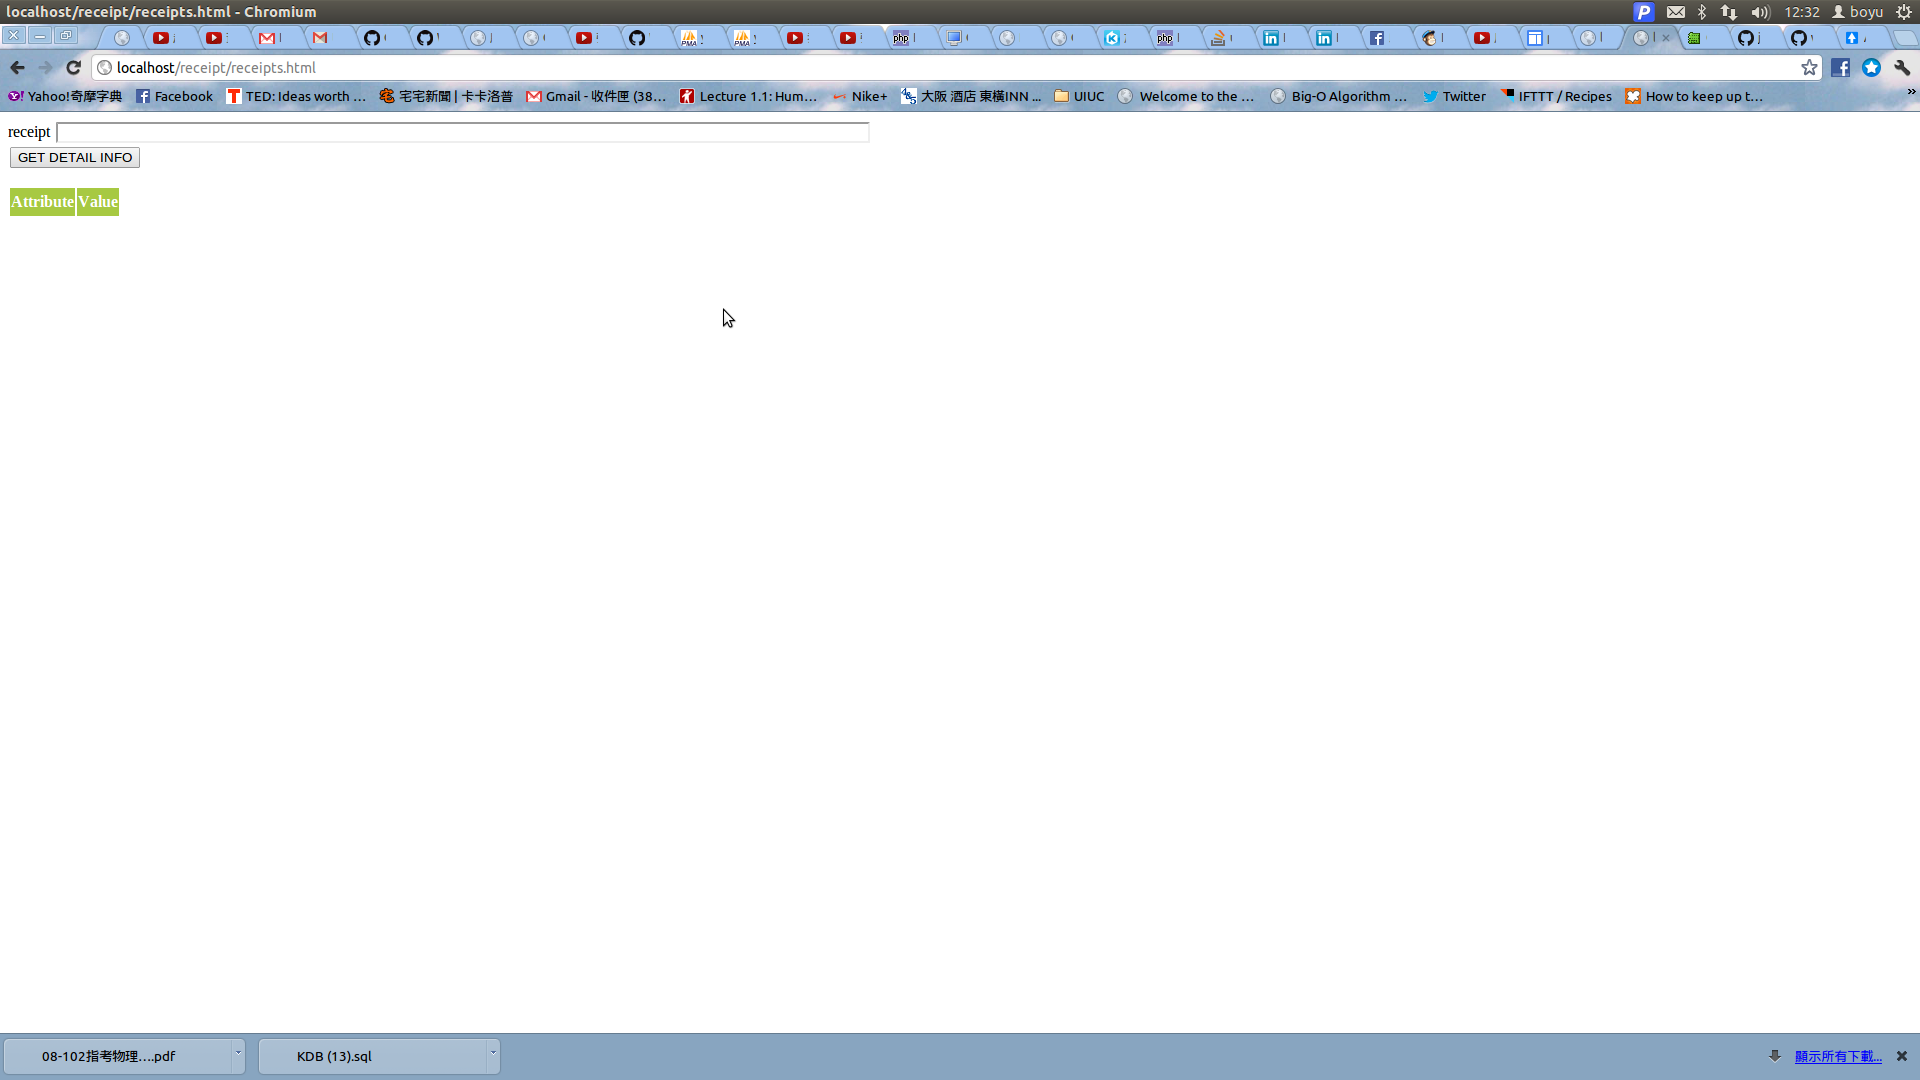 localhost/receipt/receipts.html - Chromium
12:32 boyu
localhost/receipt/receipts.html
Yahoo!奇摩字典 Facebook TED: Ideas worth ... 宅宅新聞 | 卡卡洛普 Gmail - 收件匣 (38... Lecture 1.1: Hum... Nike+ 大阪 酒店 東橫INN ... UIUC Welcome to the ... Big-O Algorithm ... Twitter IFTTT / Recipes How to keep up t... »
receipt
GET DETAIL INFO
Attribute Value
08-102指考物理....pdf KDB (13).sql 顯示所有下載...